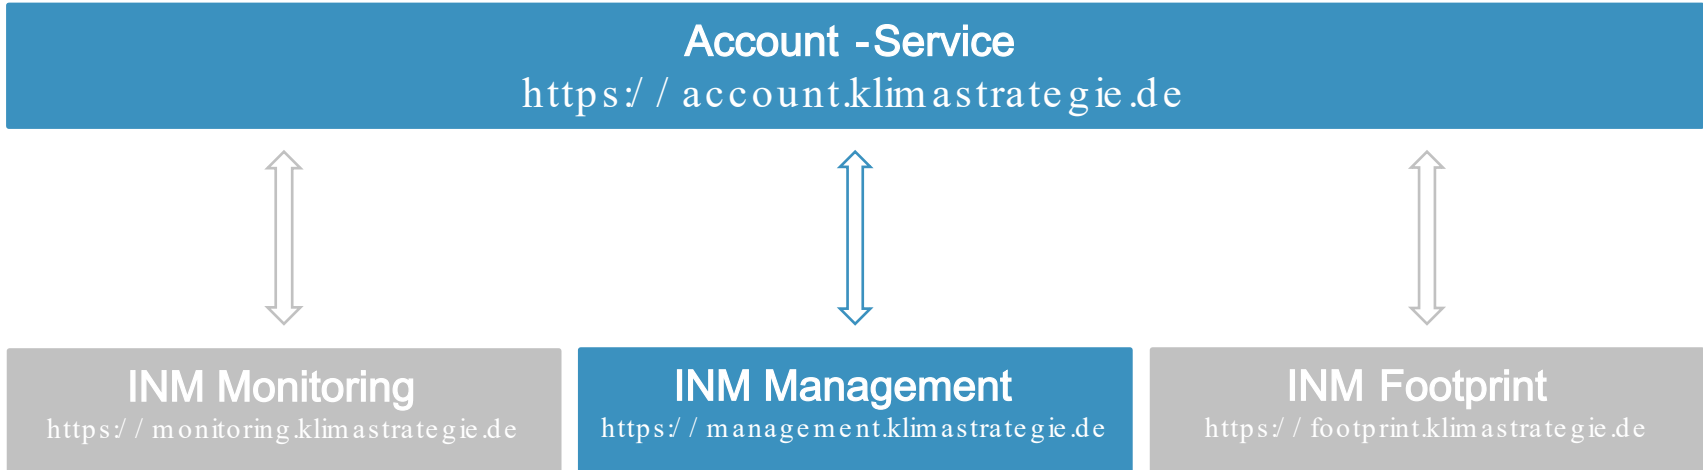 Account -Service
https://account.klimastrategie.de
INM Monitoring
https://monitoring.klimastrategie.de
INM Management
https://management.klimastrategie.de
INM Footprint
https://footprint.klimastrategie.de